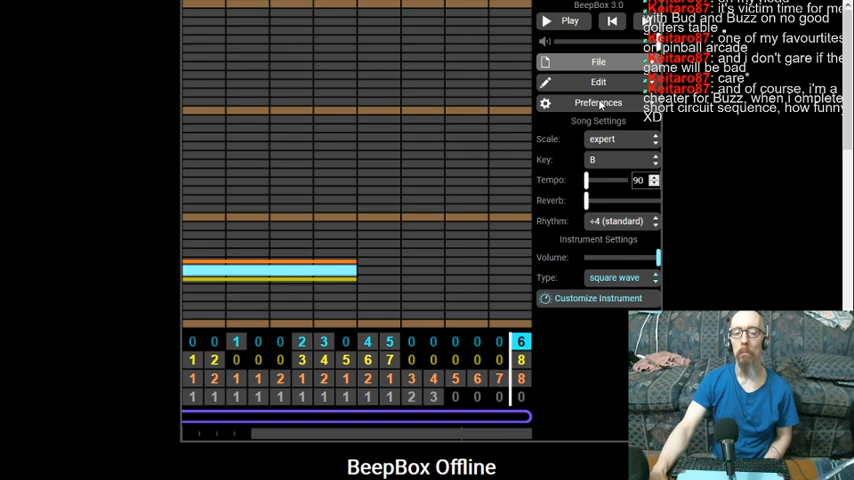 BeepBox 3.0
Play
File
Edit
Preferences
Song Settings
Scale: expert
Key: B
Tempo: 90
Reverb:
Rhythm: ÷4 (standard)
Instrument Settings
Volume:
Type: square wave
Customize Instrument
Keitaro87: it's victim time for me
with Bud and Buzz on no good
golfers table *
Keitaro87: one of my favourtites
on pinball arcade
Keitaro87: and i don't gare if the
game will be bad
Keitaro87: care*
Keitaro87: and of course, i'm a
cheater for Buzz, when i omplete
short circuit sequence, how funny
XD
0 0 1 0 0 2 3 0 4 5 0 0 0 0 0 6
1 2 0 0 0 3 4 5 6 7 0 0 0 0 0 8
1 2 1 1 2 1 2 1 2 1 3 4 5 6 7 8
1 1 1 1 1 1 1 1 1 1 2 3 0 0 0 0
BeepBox Offline